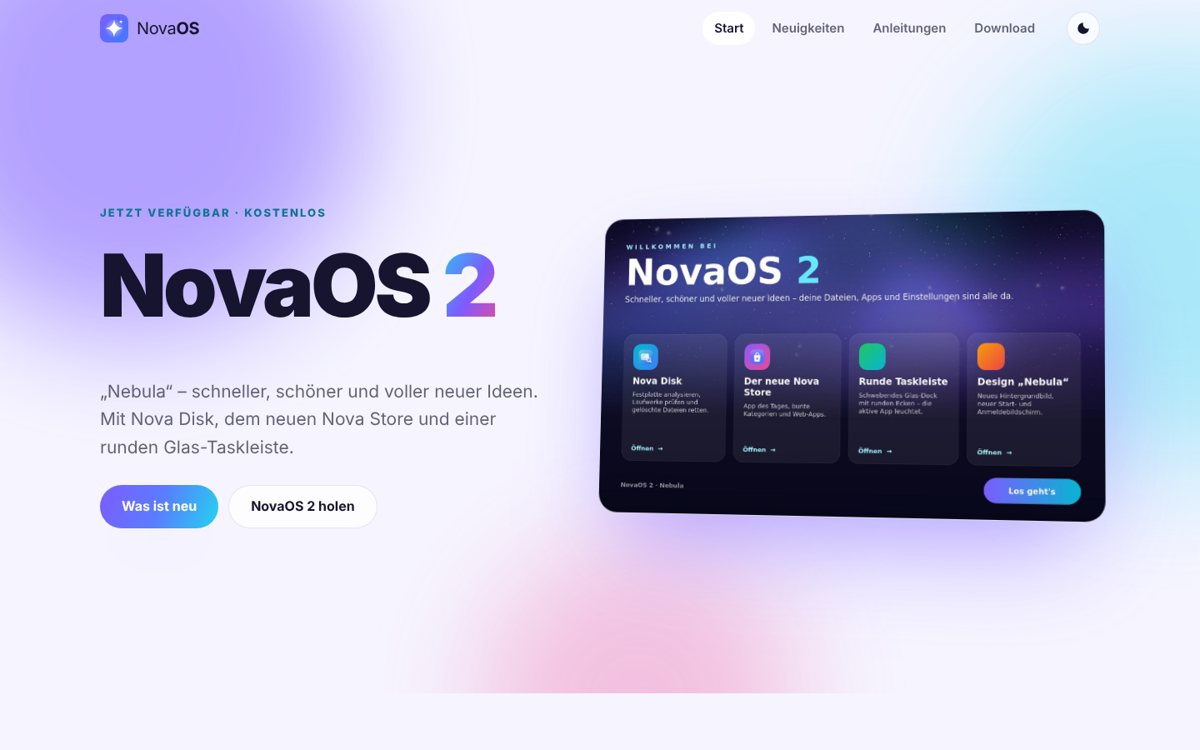 NovaOS
Start
Neuigkeiten
Anleitungen
Download
JETZT VERFÜGBAR · KOSTENLOS
NovaOS 2
„Nebula“ – schneller, schöner und voller neuer Ideen.
Mit Nova Disk, dem neuen Nova Store und einer
runden Glas-Taskleiste.
Was ist neu
NovaOS 2 holen
WILLKOMMEN BEI
NovaOS 2
Schneller, schöner und voller neuer Ideen – deine Dateien, Apps und Einstellungen sind alle da.
Nova Disk
Festplatte analysieren,
Laufwerke prüfen und
gelöschte Dateien retten.
Öffnen →
Der neue Nova
Store
App des Tages, bunte
Kategorien und Web-Apps.
Öffnen →
Runde Taskleiste
Schwebendes Glas-Dock
mit runden Ecken – die
aktive App leuchtet.
Öffnen →
Design „Nebula“
Neues Hintergrundbild,
neuer Start- und
Anmeldebildschirm.
Öffnen →
NovaOS 2 · Nebula
Los geht's